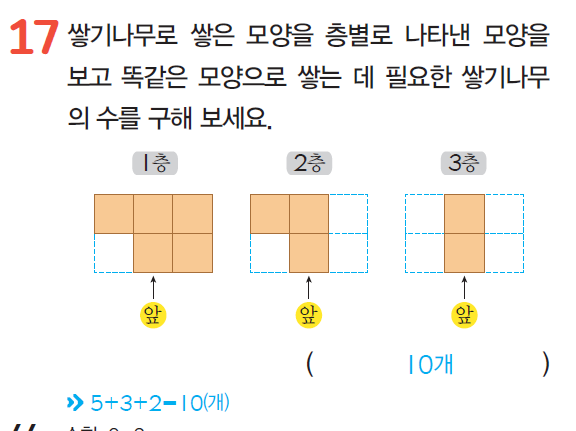 17 쌓기나무로 쌓은 모양을 층별로 나타낸 모양을
보고 똑같은 모양으로 쌓는 데 필요한 쌓기나무
의 수를 구해 보세요.
1층 2층 3층
앞 앞 앞
( 10개 )
» 5+3+2=10(개)